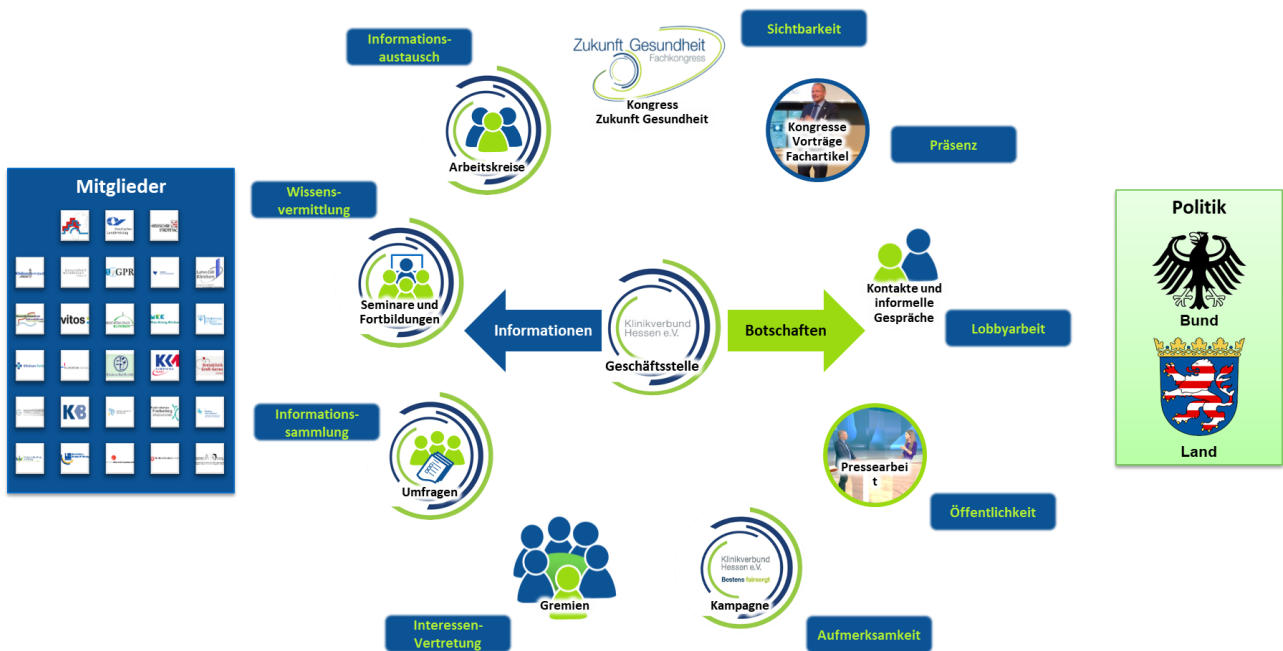 Informations-
austausch
Zukunft Gesundheit
Fachkongress
Kongress
Zukunft Gesundheit
Sichtbarkeit
Arbeitskreise
Kongresse
Vorträge
Fachartikel
Präsenz
Mitglieder
Wissens-
vermittlung
Seminare und
Fortbildungen
Informationen
Klinikverbund
Hessen e.V.
Geschäftsstelle
Botschaften
Kontakte und
informelle
Gespräche
Lobbyarbeit
Politik
Bund
Land
GPR
vitos
Informations-
sammlung
Umfragen
Pressearbei
t
Öffentlichkeit
Gremien
Interessen-
Vertretung
Klinikverbund
Hessen e.V.
Bestens fairsorgt
Kampagne
Aufmerksamkeit